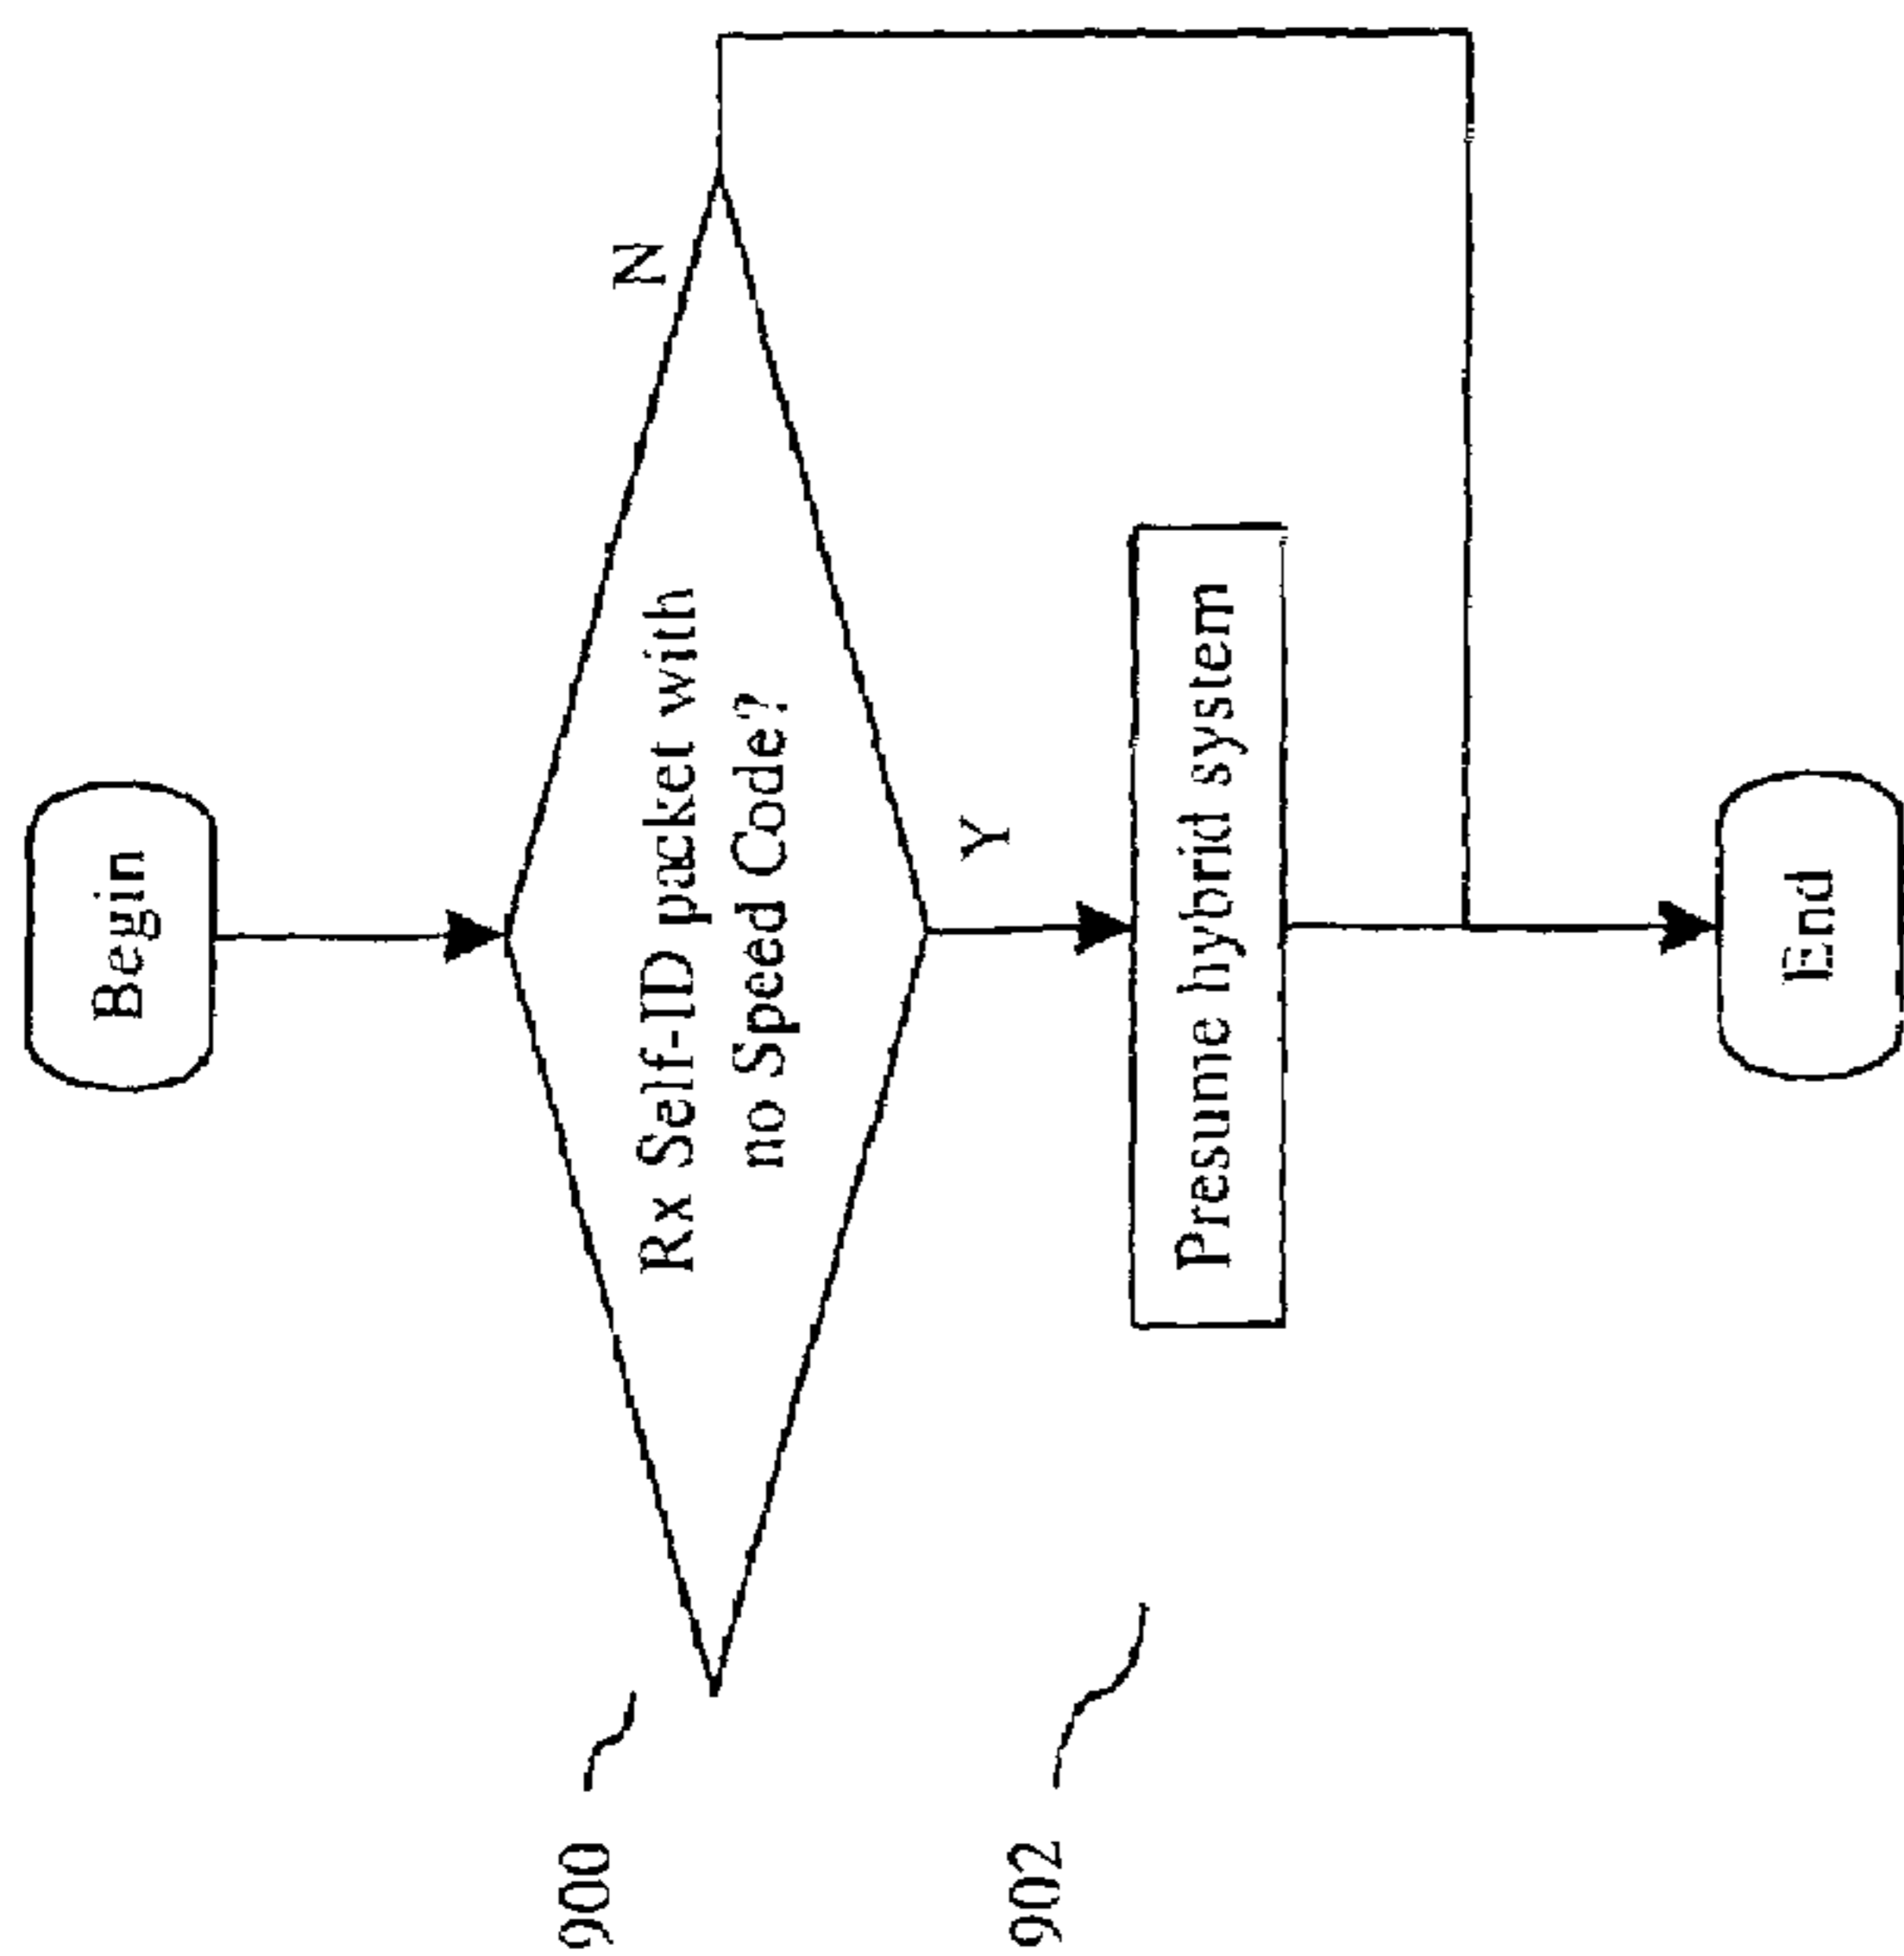 Begin
900
Rx Self-ID packet with
no Speed Code?
N
Y
902
Presume hybrid system
End